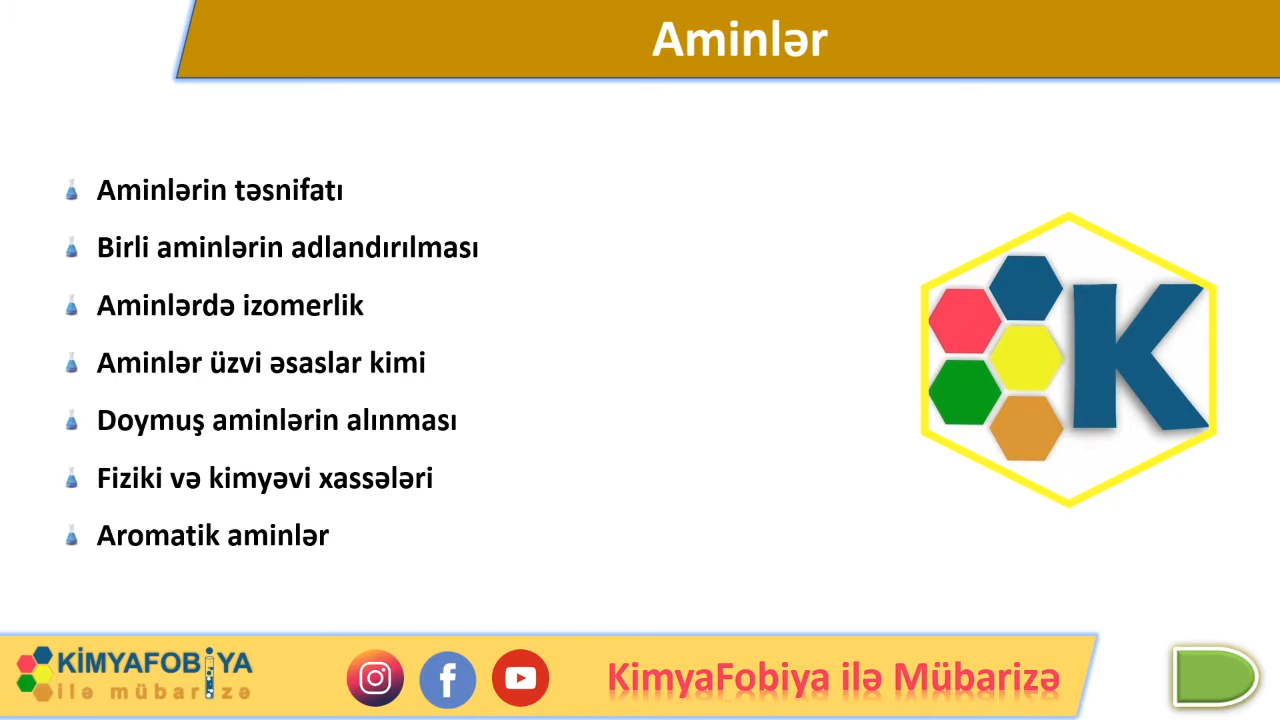 Aminlər
Aminlərin təsnifatı
Birli aminlərin adlandırılması
Aminlərdə izomerlik
Aminlər üzvi əsaslar kimi
Doymuş aminlərin alınması
Fiziki və kimyəvi xassələri
Aromatik aminlər
K
KİMYAFOBİYA
ilə mübarizə
KimyaFobiya ilə Mübarizə